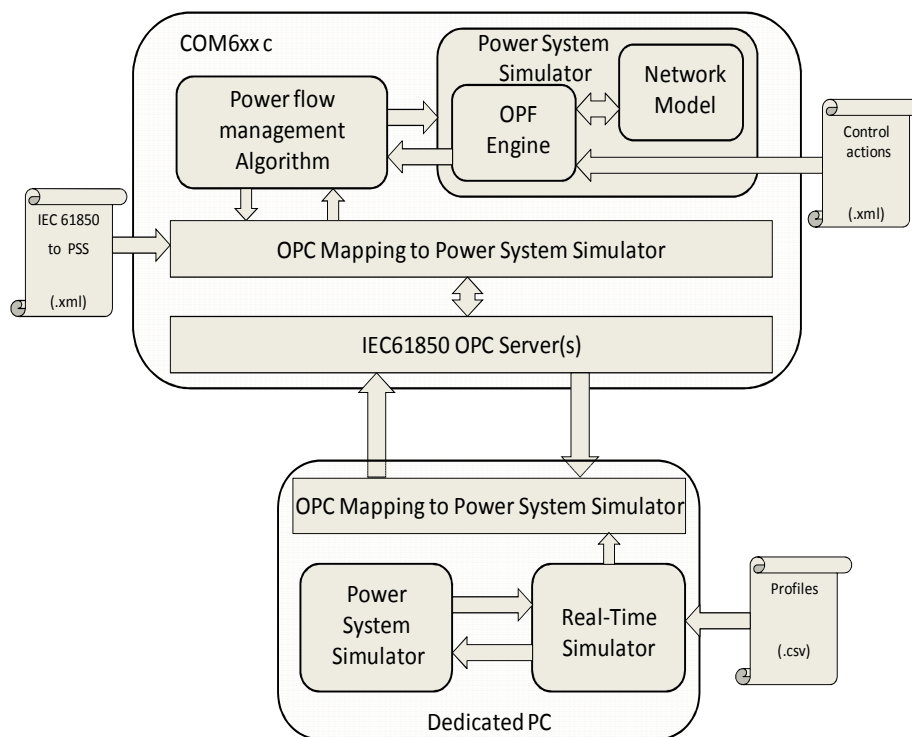 COM6xx c
Power System
Simulator
Network
Model
Power flow
management
Algorithm
OPF
Engine
Control
actions
(.xml)
IEC 61850
to PSS
(.xml)
OPC Mapping to Power System Simulator
IEC61850 OPC Server(s)
OPC Mapping to Power System Simulator
Power
System
Simulator
Real-Time
Simulator
Profiles
(.csv)
Dedicated PC